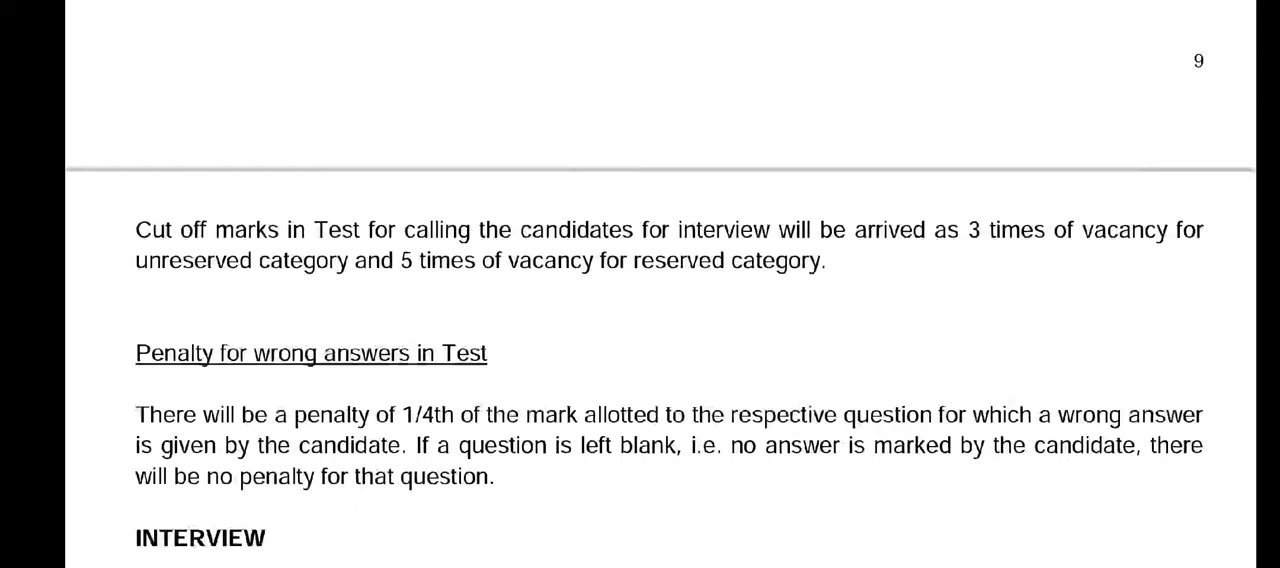 9
Cut off marks in Test for calling the candidates for interview will be arrived as 3 times of vacancy for
unreserved category and 5 times of vacancy for reserved category.
Penalty for wrong answers in Test
There will be a penalty of 1/4th of the mark allotted to the respective question for which a wrong answer
is given by the candidate. If a question is left blank, i.e. no answer is marked by the candidate, there
will be no penalty for that question.
INTERVIEW